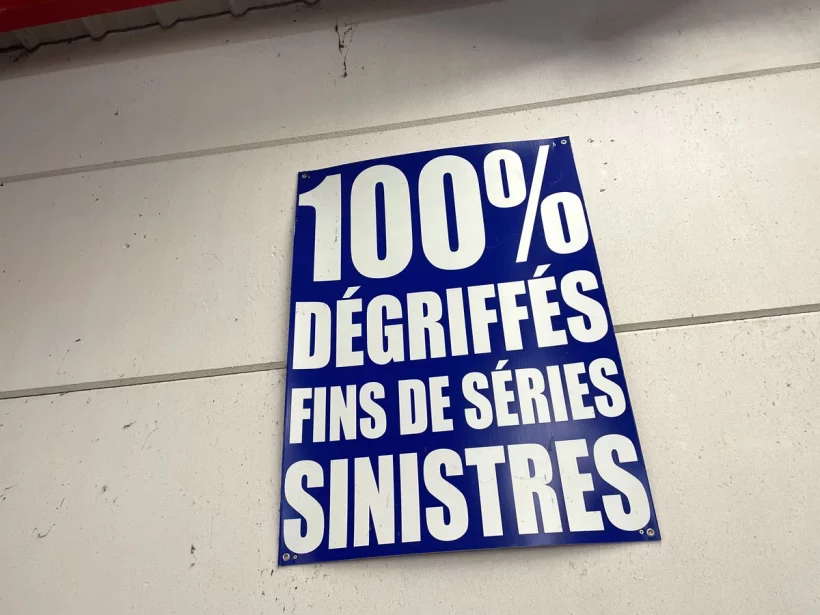 100%
DÉGRIFFÉS
FINS DE SÉRIES
SINISTRES